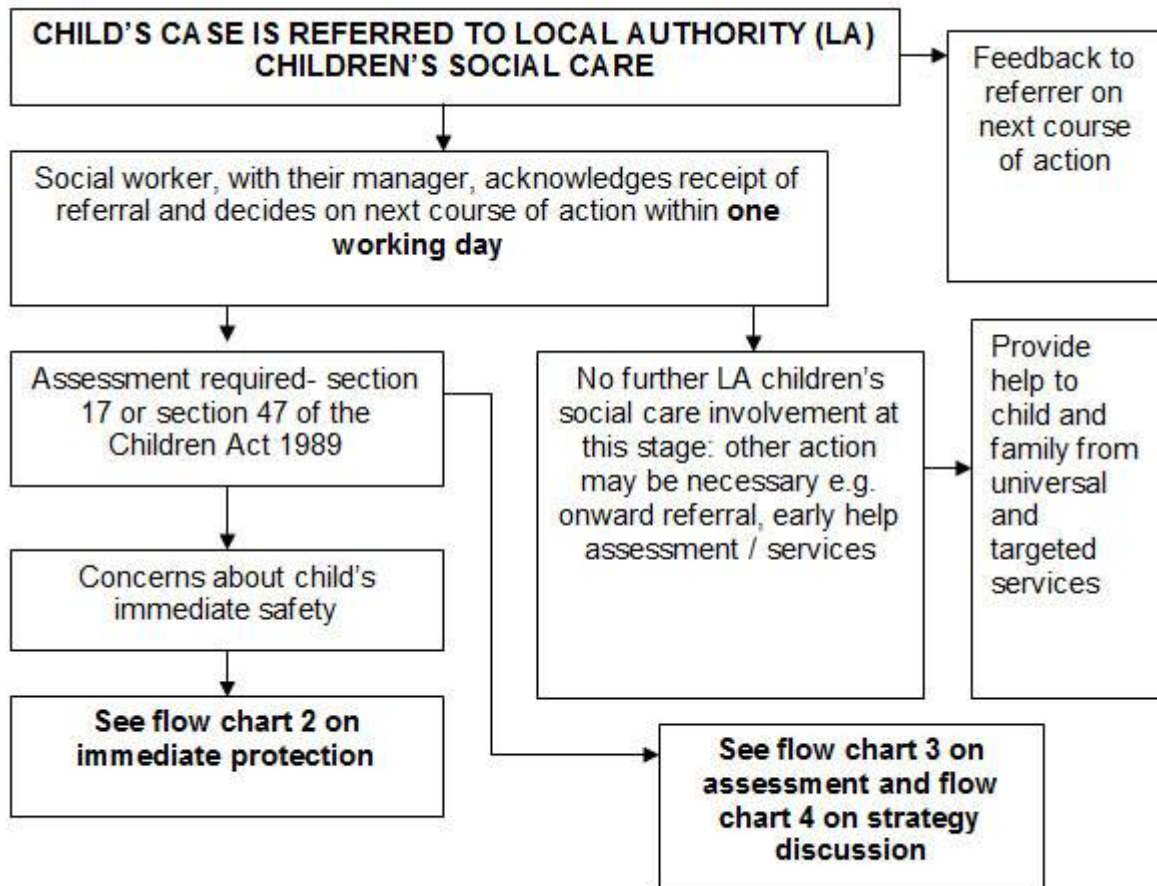 CHILD'S CASE IS REFERRED TO LOCAL AUTHORITY (LA)
CHILDREN'S SOCIAL CARE
Feedback to
referrer on
next course
of action
Social worker, with their manager, acknowledges receipt of
referral and decides on next course of action within one
working day
Assessment required- section
17 or section 47 of the
Children Act 1989
No further LA children's
social care involvement at
this stage: other action
may be necessary e.g.
onward referral, early help
assessment / services
Provide
help to
child and
family from
universal
and
targeted
services
Concerns about child's
immediate safety
See flow chart 2 on
immediate protection
See flow chart 3 on
assessment and flow
chart 4 on strategy
discussion